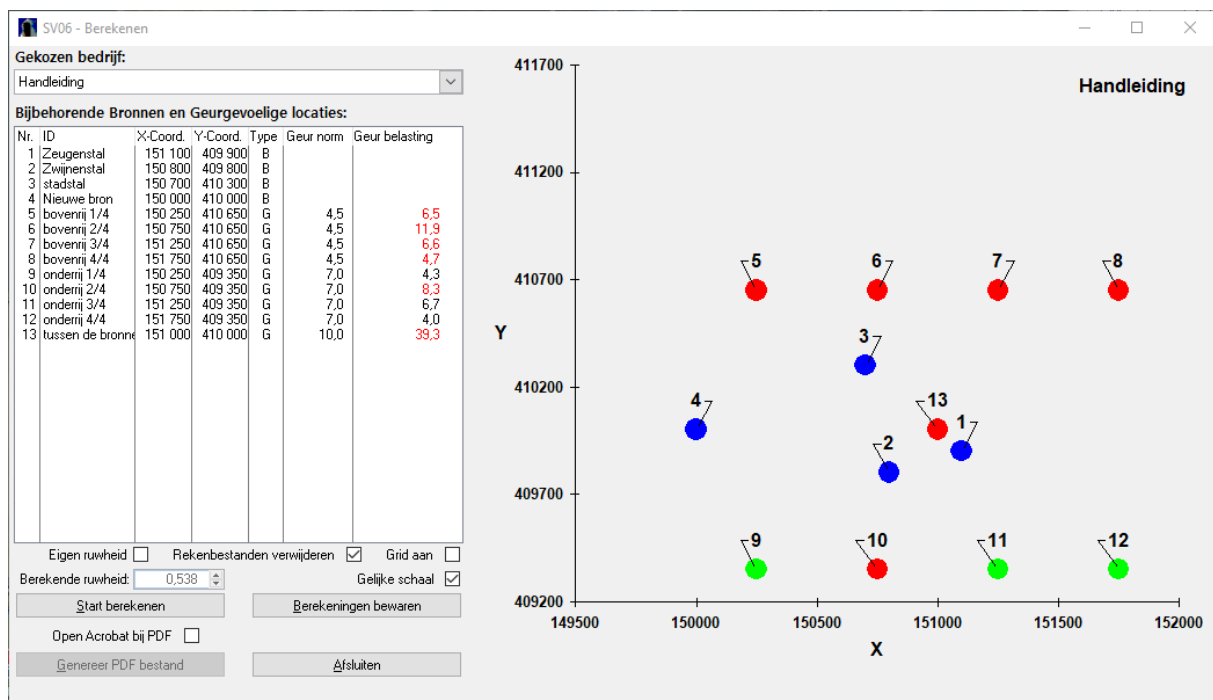 SV06 - Berekenen
Gekozen bedrijf:
Handleiding
Bijbehorende Bronnen en Geurgevoelige locaties:
Nr. ID X-Coord. Y-Coord. Type Geur norm Geur belasting
1 Zeugenstal 151 100 409 900 B
2 Zwijnenstal 150 800 409 800 B
3 stadstal 150 700 410 300 B
4 Nieuwe bron 150 000 410 000 B
5 bovenrij 1/4 150 250 410 650 G 4,5 6,5
6 bovenrij 2/4 150 750 410 650 G 4,5 11,9
7 bovenrij 3/4 151 250 410 650 G 4,5 6,6
8 bovenrij 4/4 151 750 410 650 G 4,5 4,7
9 onderrij 1/4 150 250 409 350 G 7,0 4,3
10 onderrij 2/4 150 750 409 350 G 7,0 8,3
11 onderrij 3/4 151 250 409 350 G 7,0 6,7
12 onderrij 4/4 151 750 409 350 G 7,0 4,0
13 tussen de bronne 151 000 410 000 G 10,0 39,3
Eigen ruwheid Rekenbestanden verwijderen Grid aan
Berekende ruwheid: 0,538 Gelijke schaal
Start berekenen Berekeningen bewaren
Open Acrobat bij PDF
Genereer PDF bestand Afsluiten
Handleiding
411700
411200
410700
410200
409700
409200
Y
5 6 7 8
3
4 13
1
2
9 10 11 12
149500 150000 150500 151000 151500 152000
X